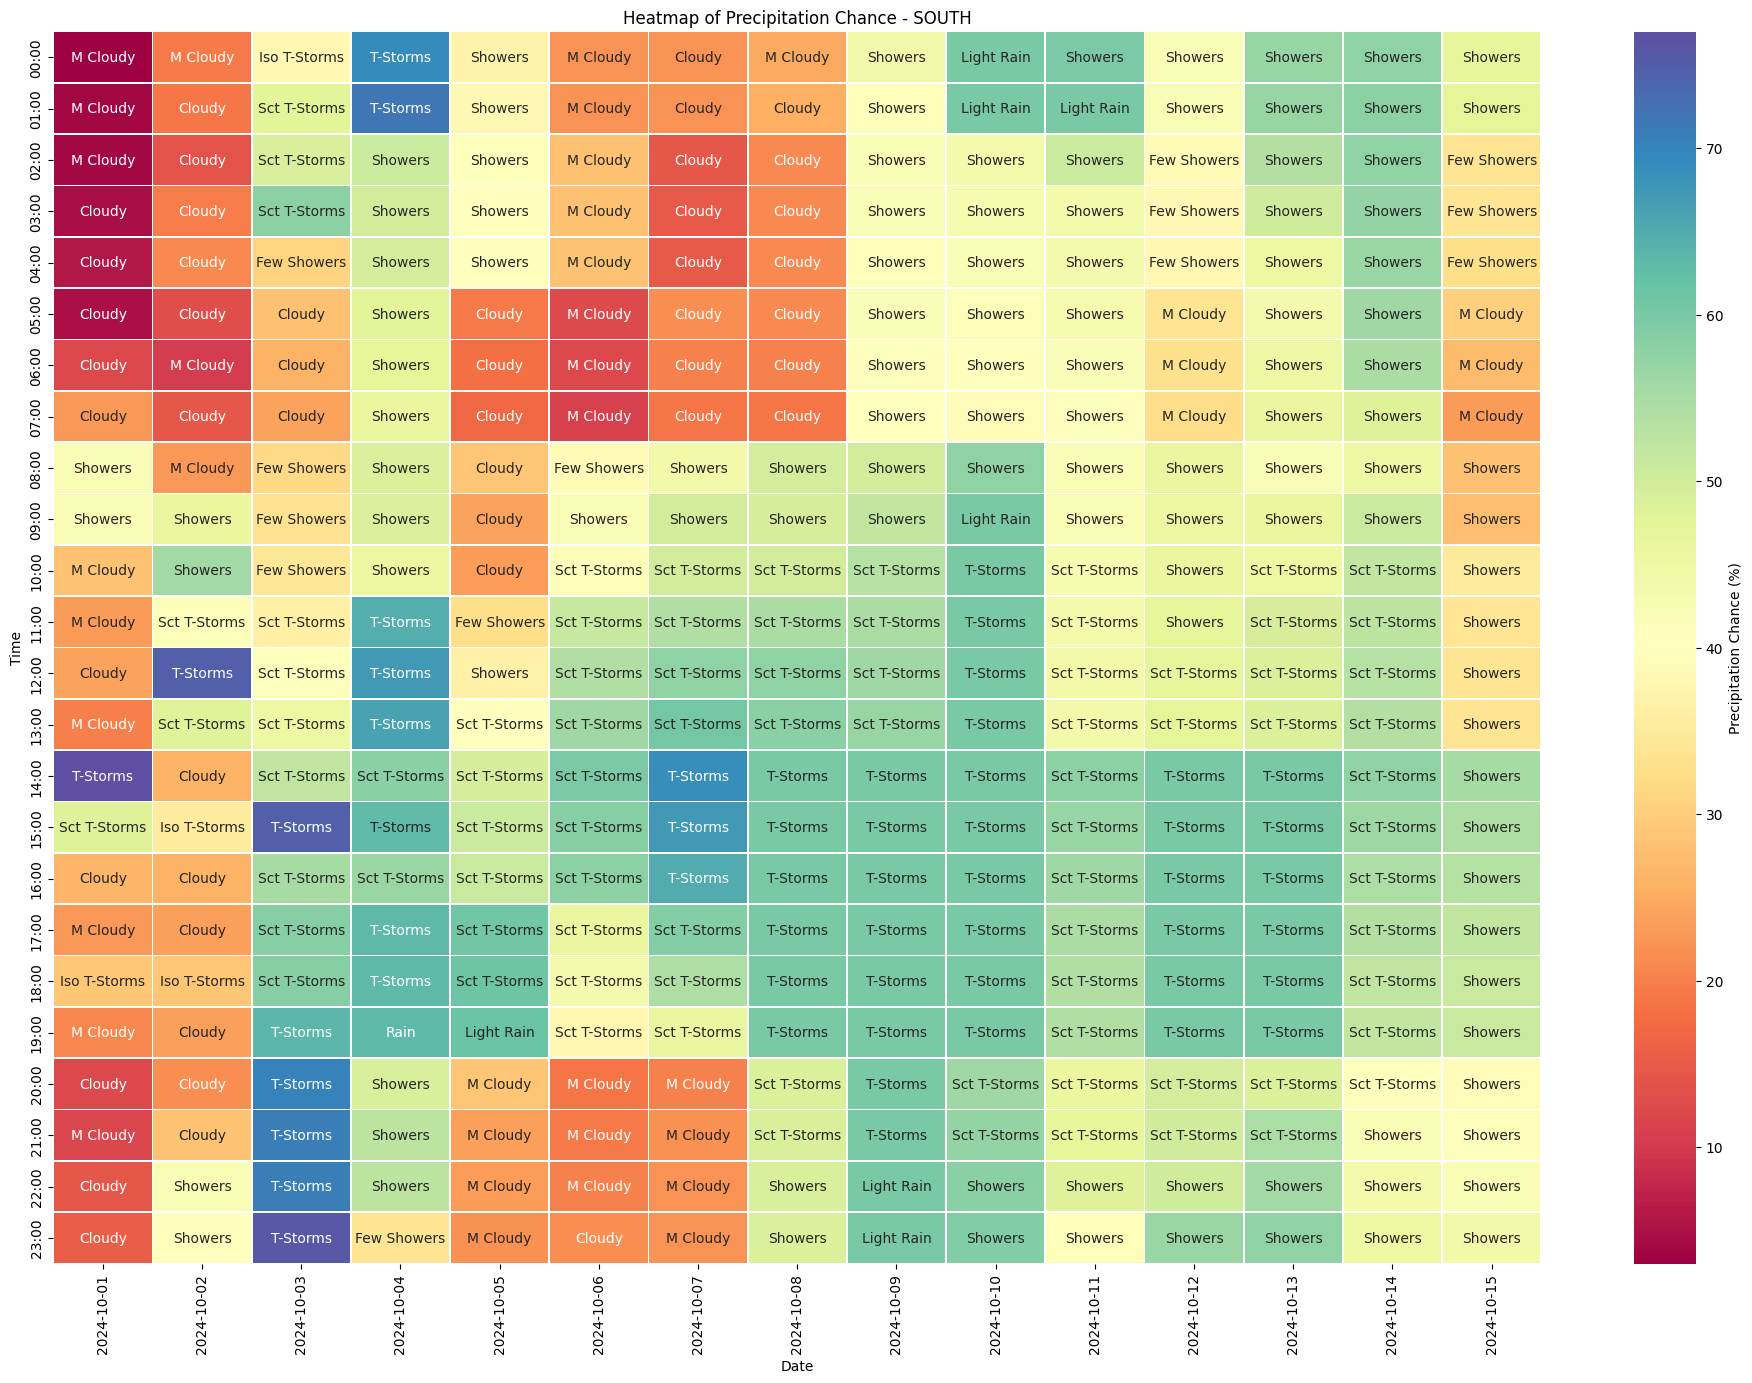 Heatmap of Precipitation Chance - SOUTH
00:00 M Cloudy M Cloudy Iso T-Storms T-Storms Showers M Cloudy Cloudy M Cloudy Showers Light Rain Showers Showers Showers Showers Showers
01:00 M Cloudy Cloudy Sct T-Storms T-Storms Showers M Cloudy Cloudy Cloudy Showers Light Rain Light Rain Showers Showers Showers Showers
02:00 M Cloudy Cloudy Sct T-Storms Showers Showers M Cloudy Cloudy Cloudy Showers Showers Showers Few Showers Showers Showers Few Showers
03:00 Cloudy Cloudy Sct T-Storms Showers Showers M Cloudy Cloudy Cloudy Showers Showers Showers Few Showers Showers Showers Few Showers
04:00 Cloudy Cloudy Few Showers Showers Showers M Cloudy Cloudy Cloudy Showers Showers Showers Few Showers Showers Showers Few Showers
05:00 Cloudy Cloudy Cloudy Showers Cloudy M Cloudy Cloudy Cloudy Showers Showers Showers M Cloudy Showers Showers M Cloudy
06:00 Cloudy M Cloudy Cloudy Showers Cloudy M Cloudy Cloudy Cloudy Showers Showers Showers M Cloudy Showers Showers M Cloudy
07:00 Cloudy Cloudy Cloudy Showers Cloudy M Cloudy Cloudy Cloudy Showers Showers Showers M Cloudy Showers Showers M Cloudy
08:00 Showers M Cloudy Few Showers Showers Cloudy Few Showers Showers Showers Showers Showers Showers Showers Showers Showers Showers
09:00 Showers Showers Few Showers Showers Cloudy Showers Showers Showers Showers Light Rain Showers Showers Showers Showers Showers
10:00 M Cloudy Showers Few Showers Showers Cloudy Sct T-Storms Sct T-Storms Sct T-Storms Sct T-Storms T-Storms Sct T-Storms Showers Sct T-Storms Sct T-Storms Showers
11:00 M Cloudy Sct T-Storms Sct T-Storms T-Storms Few Showers Sct T-Storms Sct T-Storms Sct T-Storms Sct T-Storms T-Storms Sct T-Storms Showers Sct T-Storms Sct T-Storms Showers
12:00 Cloudy T-Storms Sct T-Storms T-Storms Showers Sct T-Storms Sct T-Storms Sct T-Storms Sct T-Storms T-Storms Sct T-Storms Sct T-Storms Sct T-Storms Sct T-Storms Showers
13:00 M Cloudy Sct T-Storms Sct T-Storms T-Storms Sct T-Storms Sct T-Storms Sct T-Storms Sct T-Storms Sct T-Storms T-Storms Sct T-Storms Sct T-Storms Sct T-Storms Sct T-Storms Showers
14:00 T-Storms Cloudy Sct T-Storms Sct T-Storms Sct T-Storms Sct T-Storms T-Storms T-Storms T-Storms T-Storms Sct T-Storms T-Storms T-Storms Sct T-Storms Showers
15:00 Sct T-Storms Iso T-Storms T-Storms T-Storms Sct T-Storms Sct T-Storms T-Storms T-Storms T-Storms T-Storms Sct T-Storms T-Storms T-Storms Sct T-Storms Showers
16:00 Cloudy Cloudy Sct T-Storms Sct T-Storms Sct T-Storms Sct T-Storms T-Storms T-Storms T-Storms T-Storms Sct T-Storms T-Storms T-Storms Sct T-Storms Showers
17:00 M Cloudy Cloudy Sct T-Storms T-Storms Sct T-Storms Sct T-Storms Sct T-Storms T-Storms T-Storms T-Storms Sct T-Storms T-Storms T-Storms Sct T-Storms Showers
18:00 Iso T-Storms Iso T-Storms Sct T-Storms T-Storms Sct T-Storms Sct T-Storms Sct T-Storms T-Storms T-Storms T-Storms Sct T-Storms T-Storms T-Storms Sct T-Storms Showers
19:00 M Cloudy Cloudy T-Storms Rain Light Rain Sct T-Storms Sct T-Storms T-Storms T-Storms T-Storms Sct T-Storms T-Storms T-Storms Sct T-Storms Showers
20:00 Cloudy Cloudy T-Storms Showers M Cloudy M Cloudy M Cloudy Sct T-Storms T-Storms Sct T-Storms Sct T-Storms Sct T-Storms Sct T-Storms Sct T-Storms Showers
21:00 M Cloudy Cloudy T-Storms Showers M Cloudy M Cloudy M Cloudy Sct T-Storms T-Storms Sct T-Storms Sct T-Storms Sct T-Storms Sct T-Storms Showers Showers
22:00 Cloudy Showers T-Storms Showers M Cloudy M Cloudy M Cloudy Showers Light Rain Showers Showers Showers Showers Showers Showers
23:00 Cloudy Showers T-Storms Few Showers M Cloudy Cloudy M Cloudy Showers Light Rain Showers Showers Showers Showers Showers Showers
Time
2024-10-01 2024-10-02 2024-10-03 2024-10-04 2024-10-05 2024-10-06 2024-10-07 2024-10-08 2024-10-09 2024-10-10 2024-10-11 2024-10-12 2024-10-13 2024-10-14 2024-10-15
Date
70
60
50
40
30
20
10
Precipitation Chance (%)